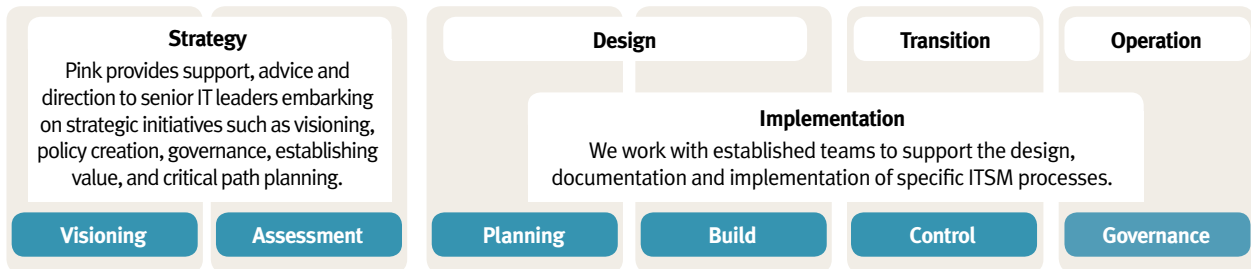 Strategy
Pink provides support, advice and
direction to senior IT leaders embarking
on strategic initiatives such as visioning,
policy creation, governance, establishing
value, and critical path planning.
Design
Transition
Operation
Implementation
We work with established teams to support the design,
documentation and implementation of specific ITSM processes.
Visioning
Assessment
Planning
Build
Control
Governance